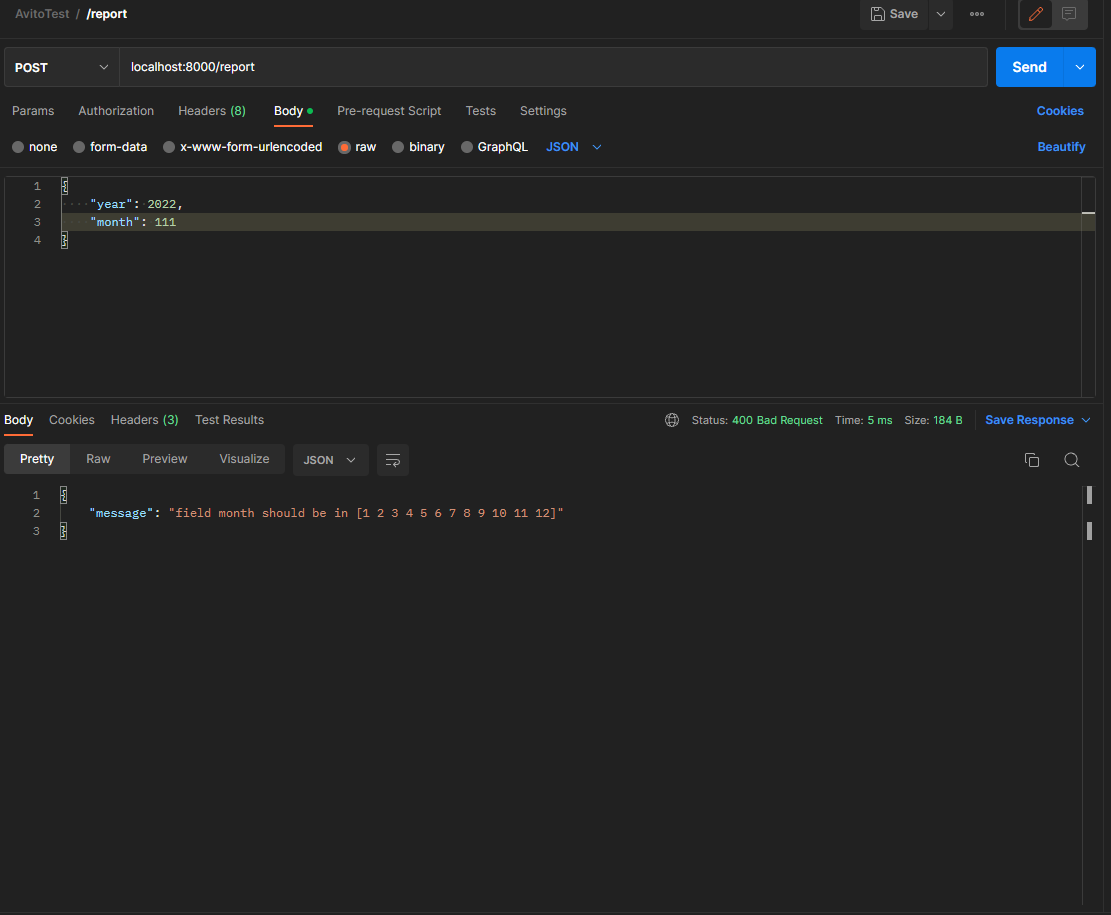 AvitoTest / /report Save
POST localhost:8000/report Send
Params Authorization Headers (8) Body Pre-request Script Tests Settings Cookies
none form-data x-www-form-urlencoded raw binary GraphQL JSON Beautify
1 {
2 "year": 2022,
3 "month": 111
4 }
Body Cookies Headers (3) Test Results Status: 400 Bad Request Time: 5 ms Size: 184 B Save Response
Pretty Raw Preview Visualize JSON
1 {
2 "message": "field month should be in [1 2 3 4 5 6 7 8 9 10 11 12]"
3 }